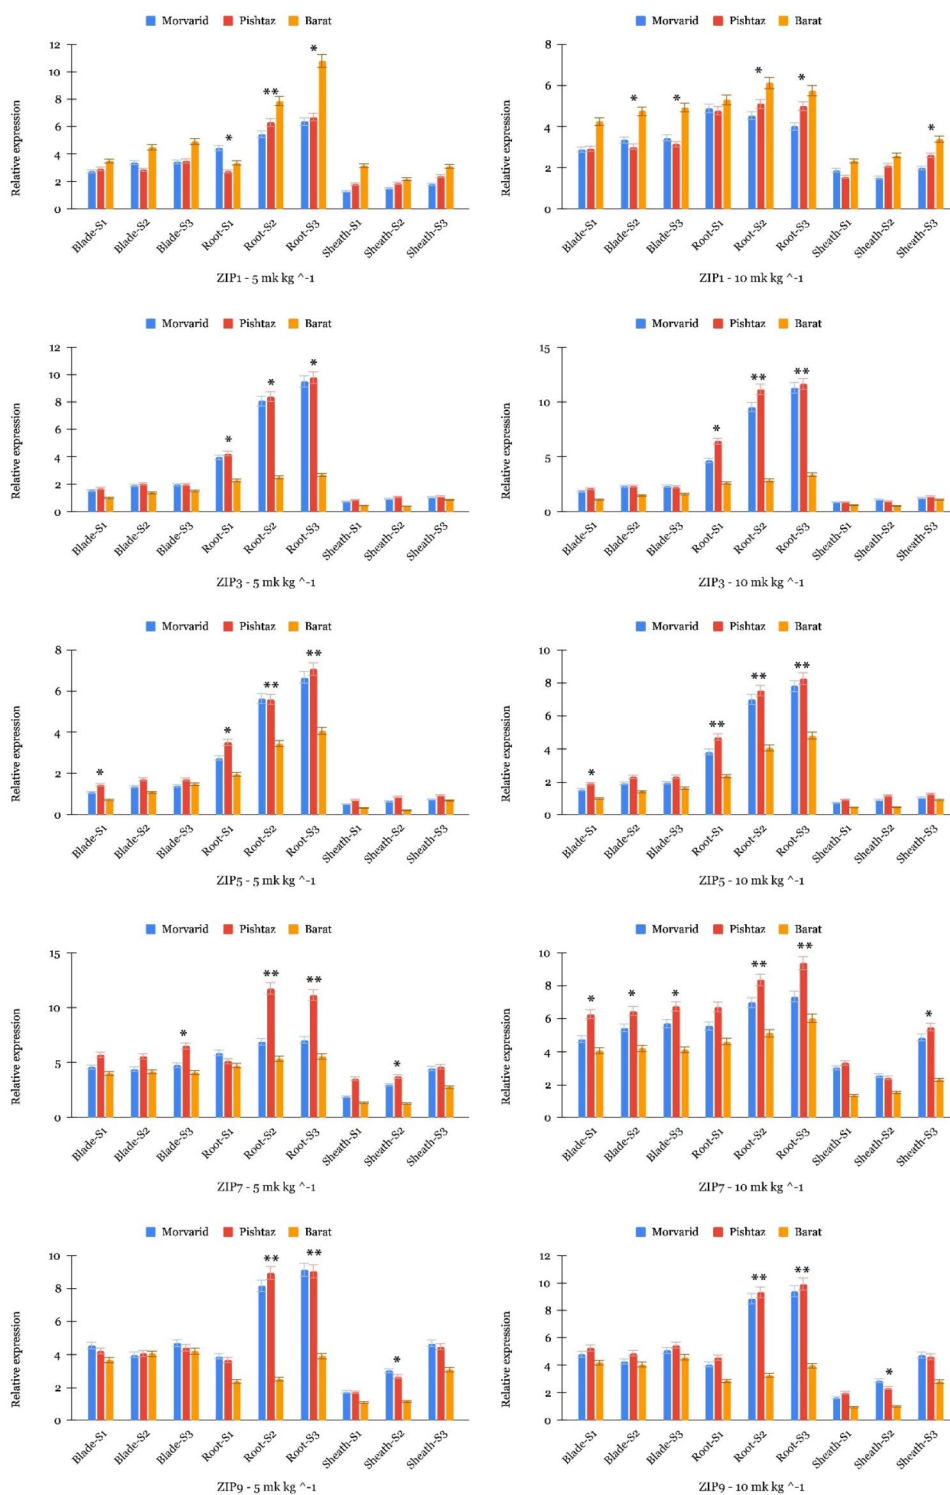 Morvarid Pishtaz Barat
Relative expression
12
10
8
6
4
2
0
* ** *
Blade-S1 Blade-S2 Blade-S3 Root-S1 Root-S2 Root-S3 Sheath-S1 Sheath-S2 Sheath-S3
ZIP1 - 5 mk kg ^-1
Morvarid Pishtaz Barat
Relative expression
8
6
4
2
0
* * * * *
Blade-S1 Blade-S2 Blade-S3 Root-S1 Root-S2 Root-S3 Sheath-S1 Sheath-S2 Sheath-S3
ZIP1 - 10 mk kg ^-1
Morvarid Pishtaz Barat
Relative expression
12
10
8
6
4
2
0
* * *
Blade-S1 Blade-S2 Blade-S3 Root-S1 Root-S2 Root-S3 Sheath-S1 Sheath-S2 Sheath-S3
ZIP3 - 5 mk kg ^-1
Morvarid Pishtaz Barat
Relative expression
15
10
5
0
* ** **
Blade-S1 Blade-S2 Blade-S3 Root-S1 Root-S2 Root-S3 Sheath-S1 Sheath-S2 Sheath-S3
ZIP3 - 10 mk kg ^-1
Morvarid Pishtaz Barat
Relative expression
8
6
4
2
0
* * ** **
Blade-S1 Blade-S2 Blade-S3 Root-S1 Root-S2 Root-S3 Sheath-S1 Sheath-S2 Sheath-S3
ZIP5 - 5 mk kg ^-1
Morvarid Pishtaz Barat
Relative expression
10
8
6
4
2
0
* ** ** **
Blade-S1 Blade-S2 Blade-S3 Root-S1 Root-S2 Root-S3 Sheath-S1 Sheath-S2 Sheath-S3
ZIP5 - 10 mk kg ^-1
Morvarid Pishtaz Barat
Relative expression
15
10
5
0
* ** ** *
Blade-S1 Blade-S2 Blade-S3 Root-S1 Root-S2 Root-S3 Sheath-S1 Sheath-S2 Sheath-S3
ZIP7 - 5 mk kg ^-1
Morvarid Pishtaz Barat
Relative expression
10
8
6
4
2
0
* * * ** ** *
Blade-S1 Blade-S2 Blade-S3 Root-S1 Root-S2 Root-S3 Sheath-S1 Sheath-S2 Sheath-S3
ZIP7 - 10 mk kg ^-1
Morvarid Pishtaz Barat
Relative expression
10
8
6
4
2
0
** ** *
Blade-S1 Blade-S2 Blade-S3 Root-S1 Root-S2 Root-S3 Sheath-S1 Sheath-S2 Sheath-S3
ZIP9 - 5 mk kg ^-1
Morvarid Pishtaz Barat
Relative expression
12
10
8
6
4
2
0
** ** *
Blade-S1 Blade-S2 Blade-S3 Root-S1 Root-S2 Root-S3 Sheath-S1 Sheath-S2 Sheath-S3
ZIP9 - 10 mk kg ^-1